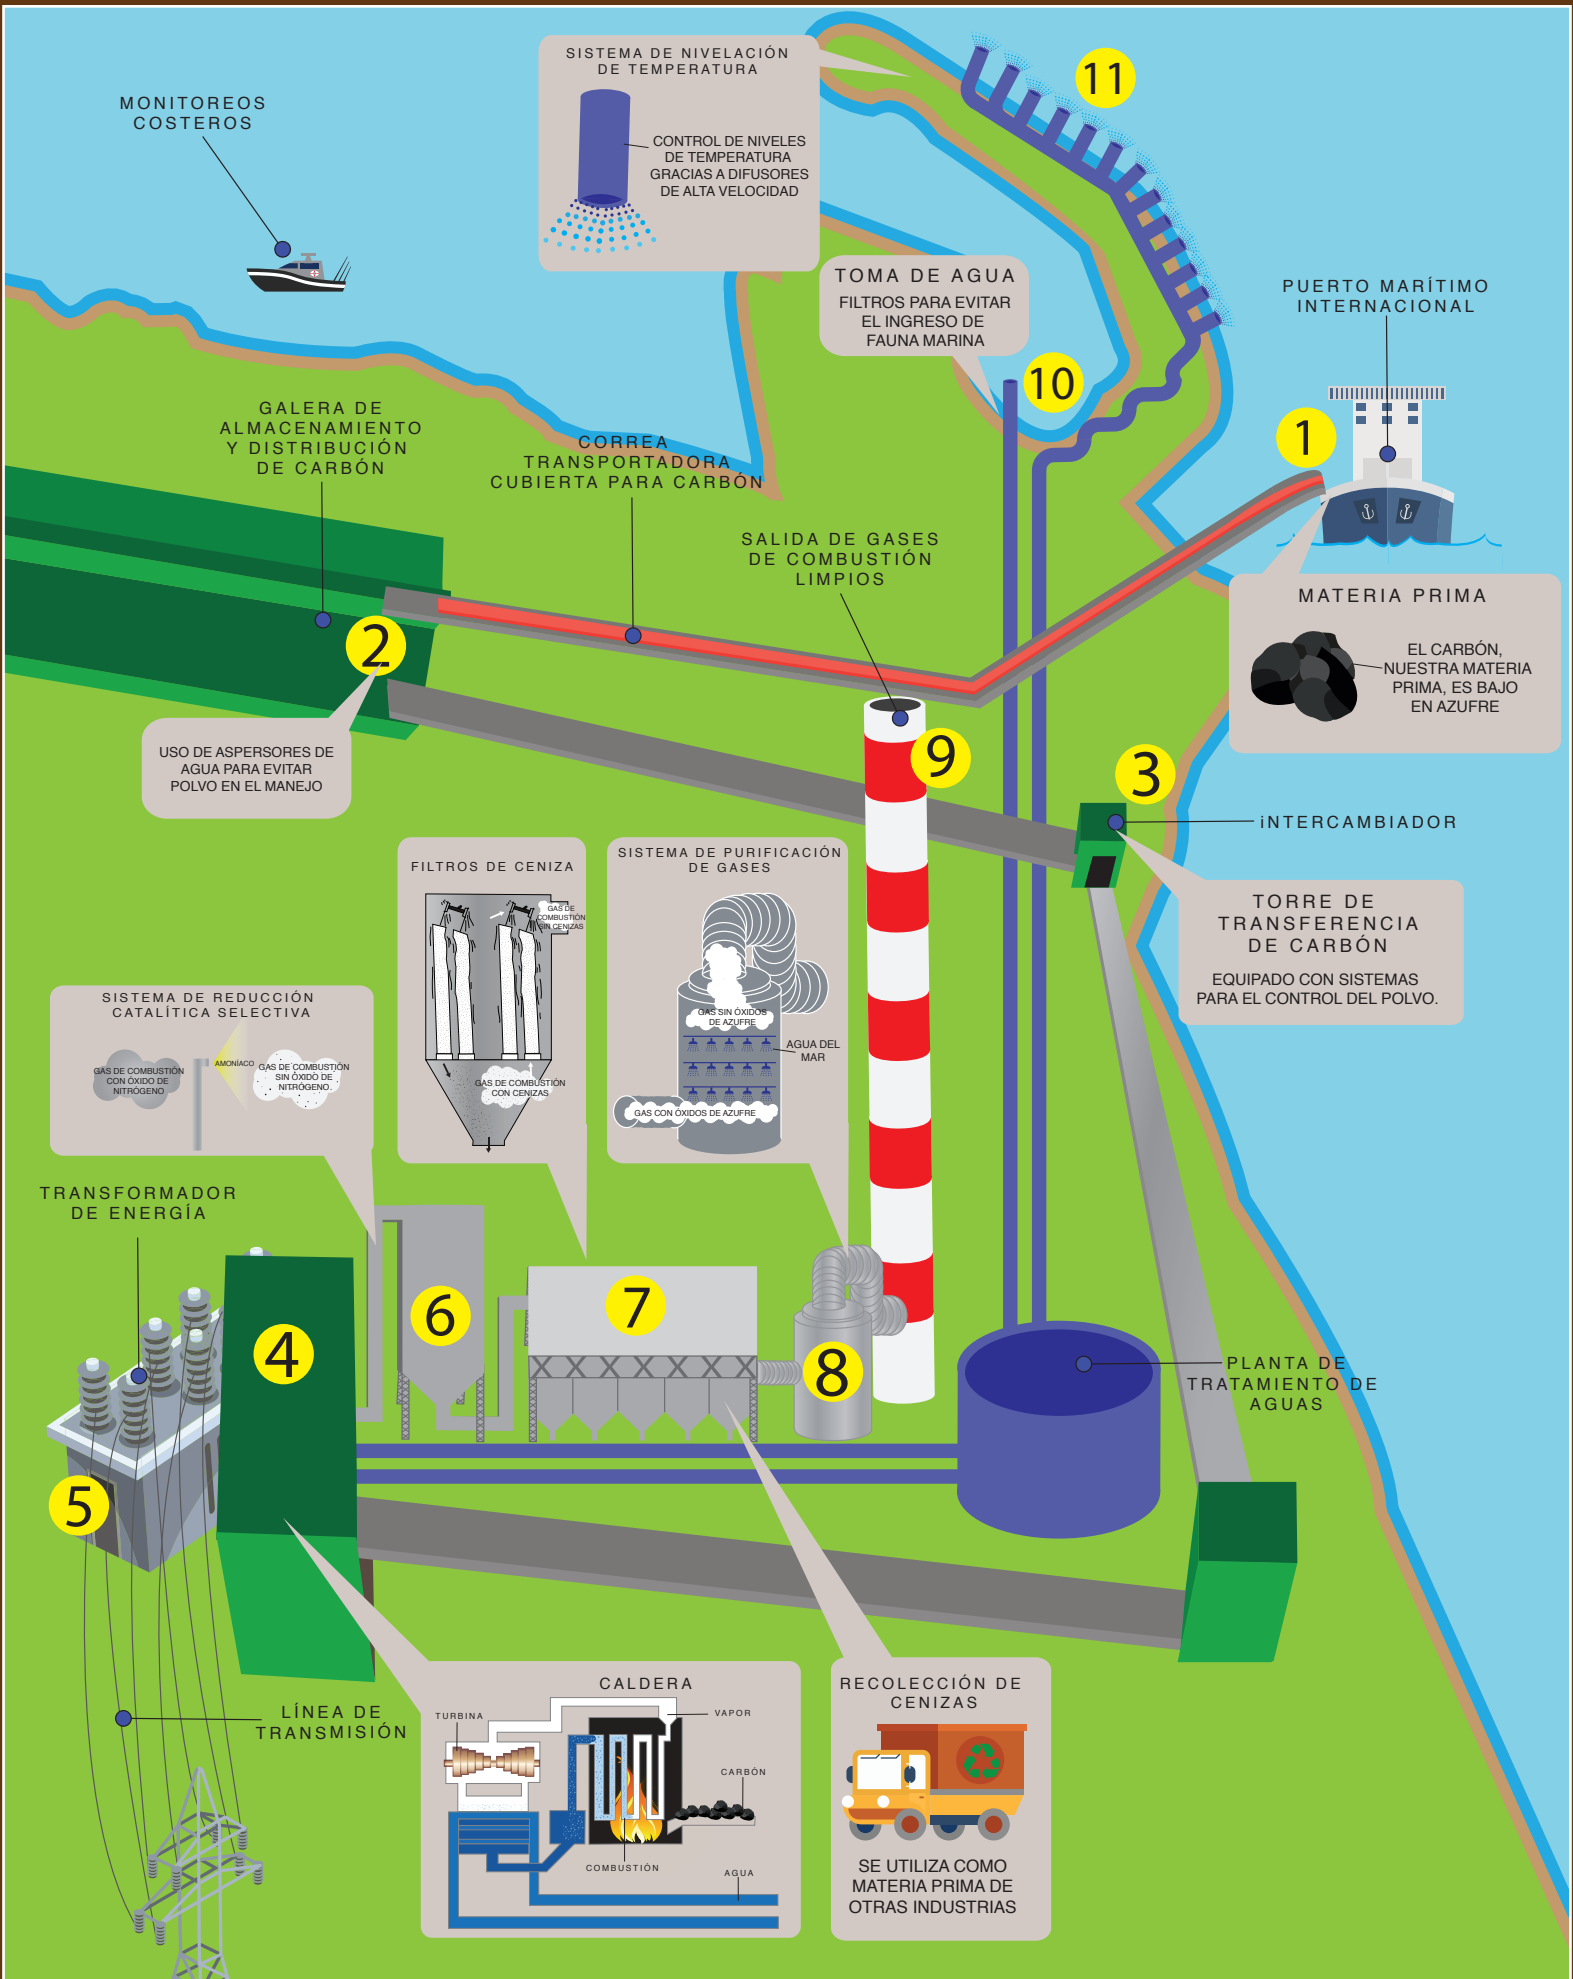 SISTEMA DE NIVELACIÓN
DE TEMPERATURA
CONTROL DE NIVELES
DE TEMPERATURA
GRACIAS A DIFUSORES
DE ALTA VELOCIDAD
11
MONITOREOS
COSTEROS
TOMA DE AGUA
FILTROS PARA EVITAR
EL INGRESO DE
FAUNA MARINA
10
PUERTO MARÍTIMO
INTERNACIONAL
1
GALERA DE
ALMACENAMIENTO
Y DISTRIBUCIÓN
DE CARBÓN
CORREA
TRANSPORTADORA
CUBIERTA PARA CARBÓN
SALIDA DE GASES
DE COMBUSTIÓN
LIMPIOS
MATERIA PRIMA
EL CARBÓN,
NUESTRA MATERIA
PRIMA, ES BAJO
EN AZUFRE
2
USO DE ASPERSORES DE
AGUA PARA EVITAR
POLVO EN EL MANEJO
9
3
iNTERCAMBIADOR
TORRE DE
TRANSFERENCIA
DE CARBÓN
EQUIPADO CON SISTEMAS
PARA EL CONTROL DEL POLVO.
FILTROS DE CENIZA
GAS DE
COMBUSTIÓN
SIN CENIZAS
GAS DE COMBUSTIÓN
CON CENIZAS
SISTEMA DE PURIFICACIÓN
DE GASES
GAS SIN ÓXIDOS
DE AZUFRE
AGUA DEL
MAR
GAS CON ÓXIDOS DE AZUFRE
SISTEMA DE REDUCCIÓN
CATALÍTICA SELECTIVA
GAS DE COMBUSTIÓN
CON ÓXIDO DE
NITRÓGENO
AMONÍACO
GAS DE COMBUSTIÓN
SIN ÓXIDO DE
NITRÓGENO.
TRANSFORMADOR
DE ENERGÍA
4
5
6
7
8
PLANTA DE
TRATAMIENTO DE
AGUAS
LÍNEA DE
TRANSMISIÓN
CALDERA
TURBINA
VAPOR
CARBÓN
COMBUSTIÓN
AGUA
RECOLECCIÓN DE
CENIZAS
SE UTILIZA COMO
MATERIA PRIMA DE
OTRAS INDUSTRIAS